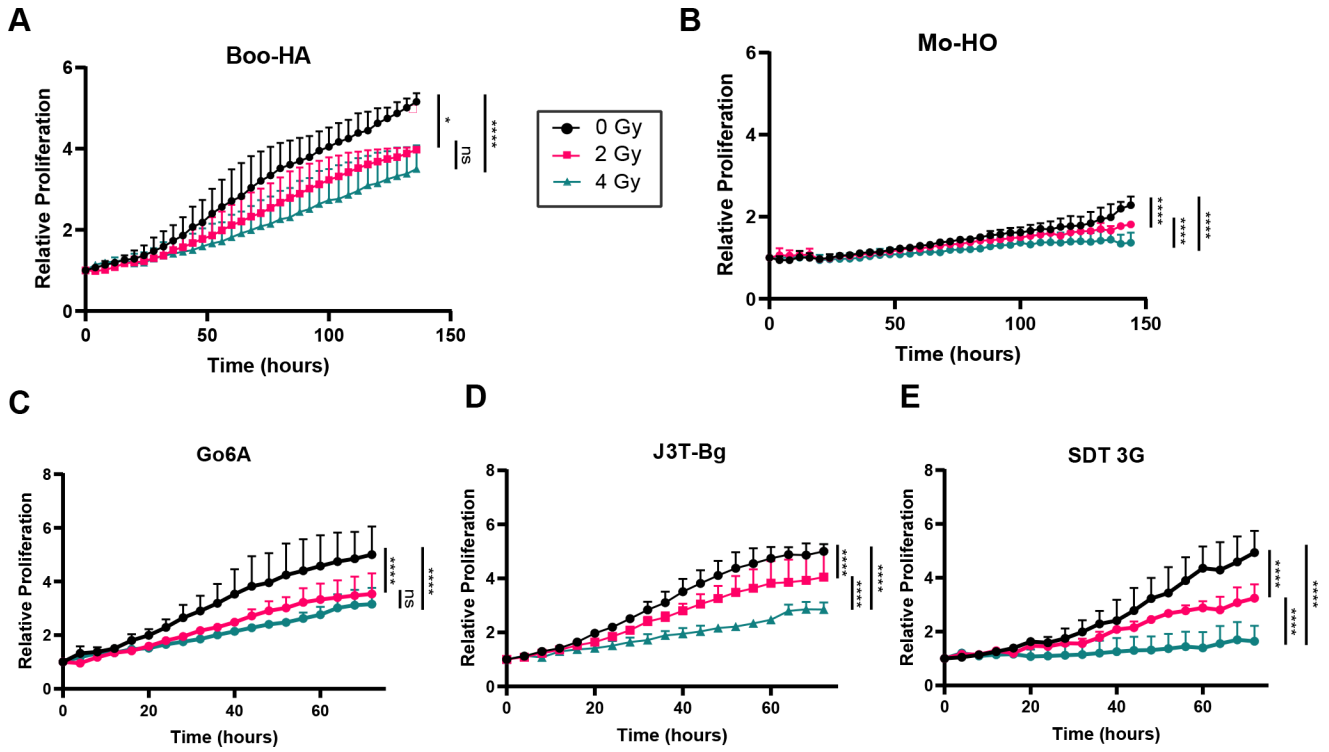 A
Boo-HA
Relative Proliferation
6
4
2
0
0
50
100
150
Time (hours)
*
ns
****
0 Gy
2 Gy
4 Gy
B
Mo-HO
Relative Proliferation
6
4
2
0
0
50
100
150
Time (hours)
****
****
****
C
Go6A
Relative Proliferation
8
6
4
2
0
0
20
40
60
Time (hours)
****
ns
****
D
J3T-Bg
Relative Proliferation
8
6
4
2
0
0
20
40
60
Time (hours)
****
****
****
E
SDT 3G
Relative Proliferation
8
6
4
2
0
0
20
40
60
Time (hours)
****
****
****